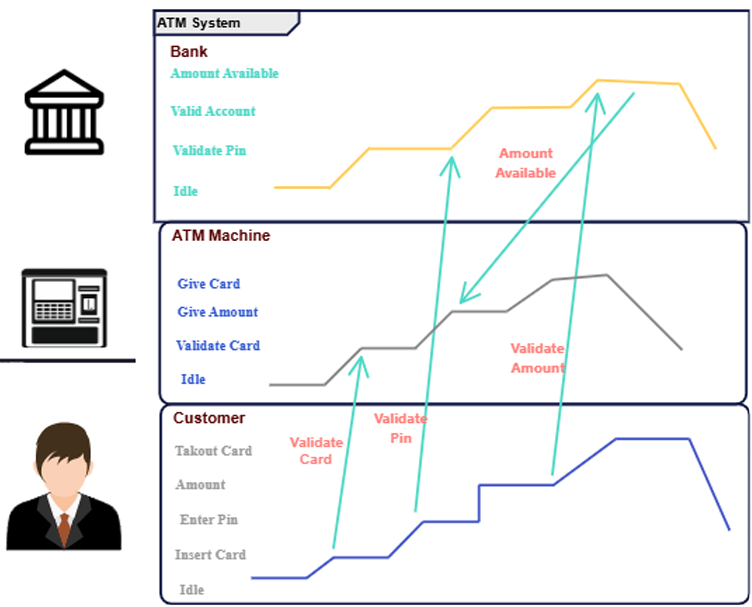 ATM System
Bank
Amount Available
Valid Account
Validate Pin
Idle
Amount
Available
ATM Machine
Give Card
Give Amount
Validate Card
Idle
Validate
Amount
Customer
Takout Card
Amount
Enter Pin
Insert Card
Idle
Validate
Card
Validate
Pin